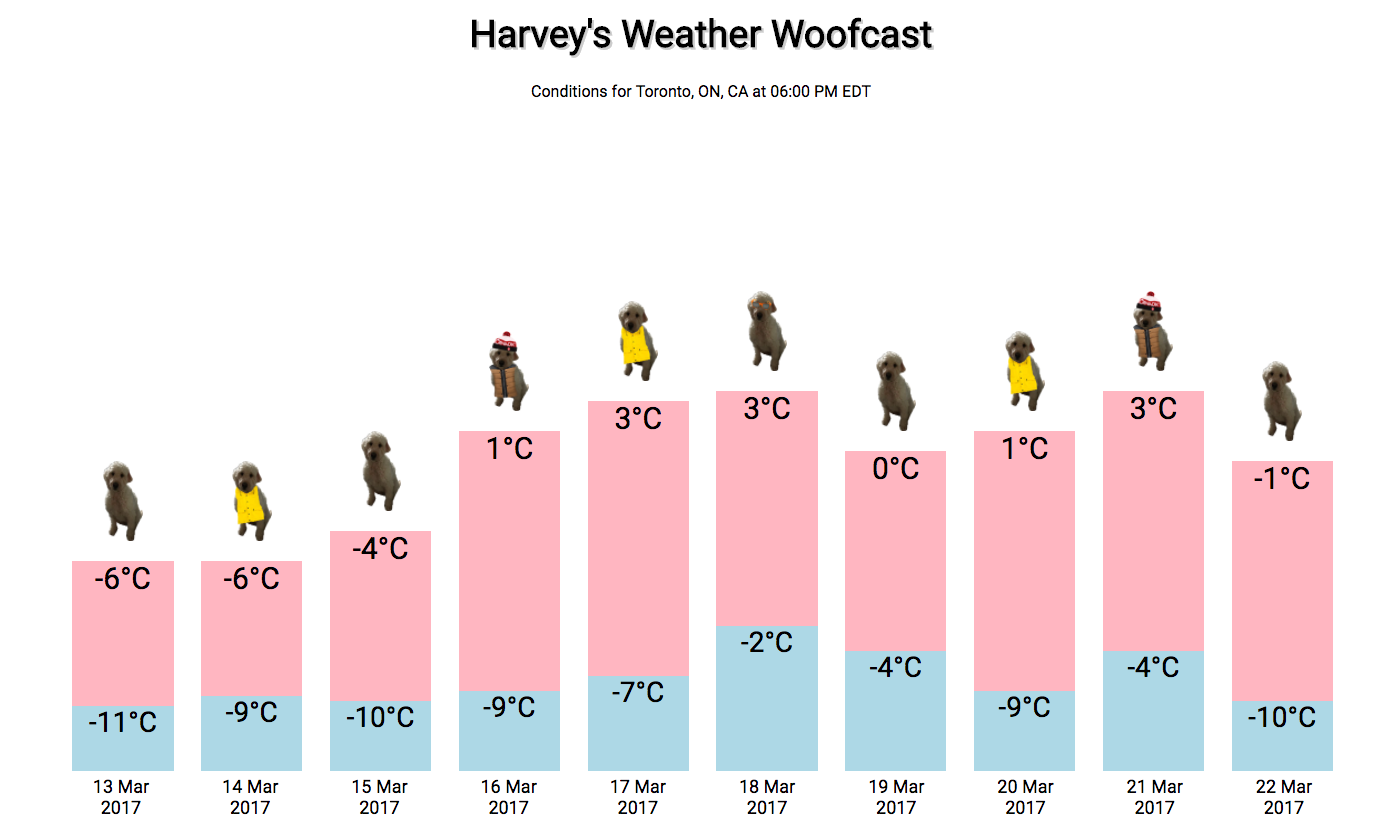 Harvey's Weather Woofcast
Conditions for Toronto, ON, CA at 06:00 PM EDT
-6°C
-11°C
13 Mar
2017
-6°C
-9°C
14 Mar
2017
-4°C
-10°C
15 Mar
2017
1°C
-9°C
16 Mar
2017
3°C
-7°C
17 Mar
2017
3°C
-2°C
18 Mar
2017
0°C
-4°C
19 Mar
2017
1°C
-9°C
20 Mar
2017
3°C
-4°C
21 Mar
2017
-1°C
-10°C
22 Mar
2017